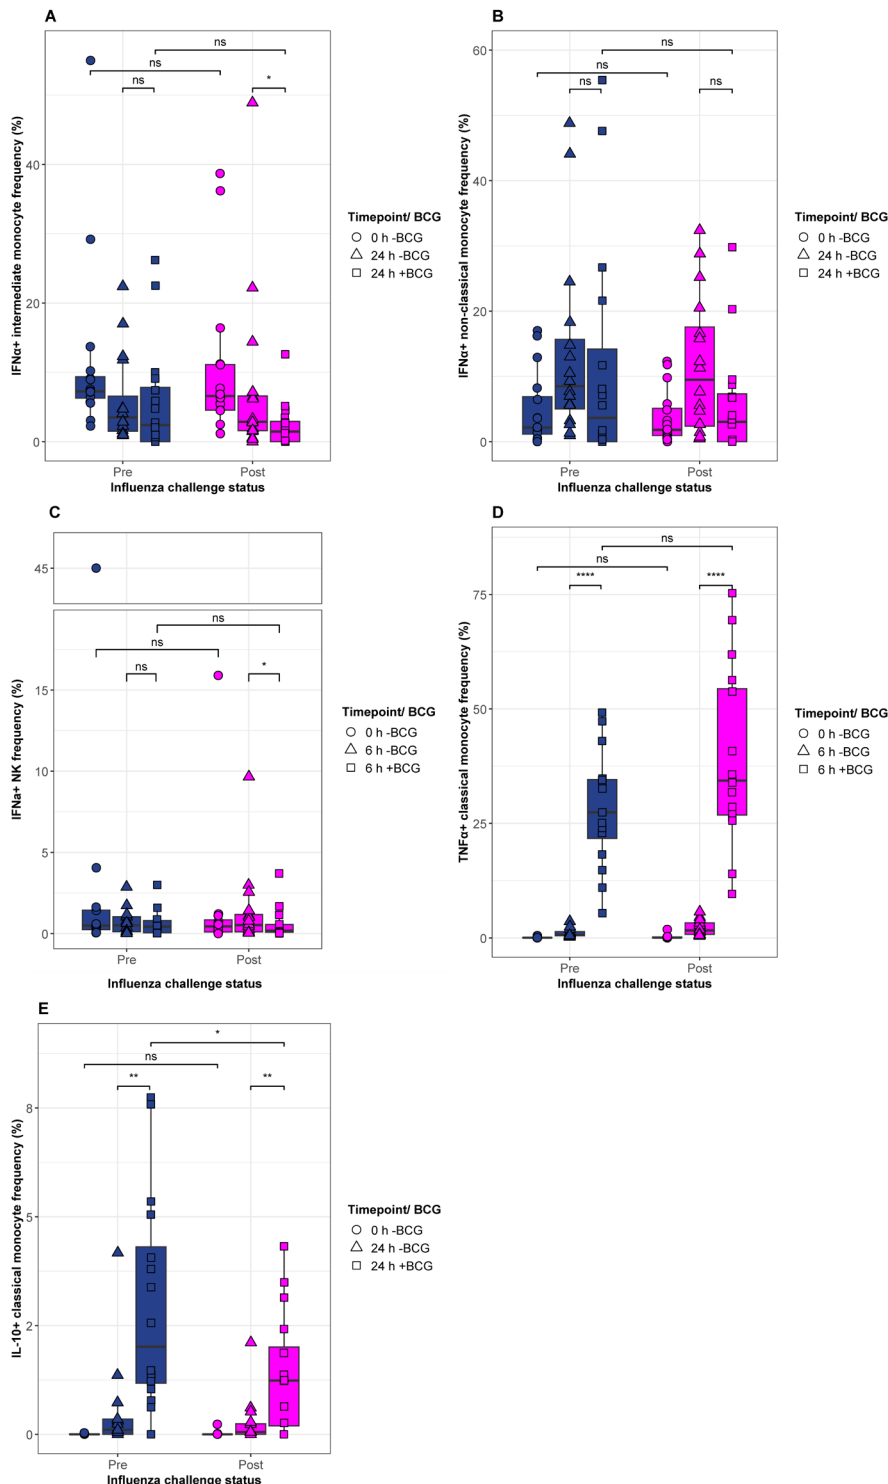 A
IFNα+ intermediate monocyte frequency (%)
40
20
0
ns
ns
ns
*
Pre
Post
Influenza challenge status
Timepoint/ BCG
0 h -BCG
24 h -BCG
24 h +BCG
B
IFNα+ non-classical monocyte frequency (%)
60
40
20
0
ns
ns
ns
ns
Pre
Post
Influenza challenge status
Timepoint/ BCG
0 h -BCG
24 h -BCG
24 h +BCG
C
IFNa+ NK frequency (%)
45
15
10
5
0
ns
ns
ns
*
Pre
Post
Influenza challenge status
Timepoint/ BCG
0 h -BCG
6 h -BCG
6 h +BCG
D
TNFα+ classical monocyte frequency (%)
75
50
25
0
ns
ns
****
****
Pre
Post
Influenza challenge status
Timepoint/ BCG
0 h -BCG
6 h -BCG
6 h +BCG
E
IL-10+ classical monocyte frequency (%)
8
5
2
0
*
ns
**
**
Pre
Post
Influenza challenge status
Timepoint/ BCG
0 h -BCG
24 h -BCG
24 h +BCG